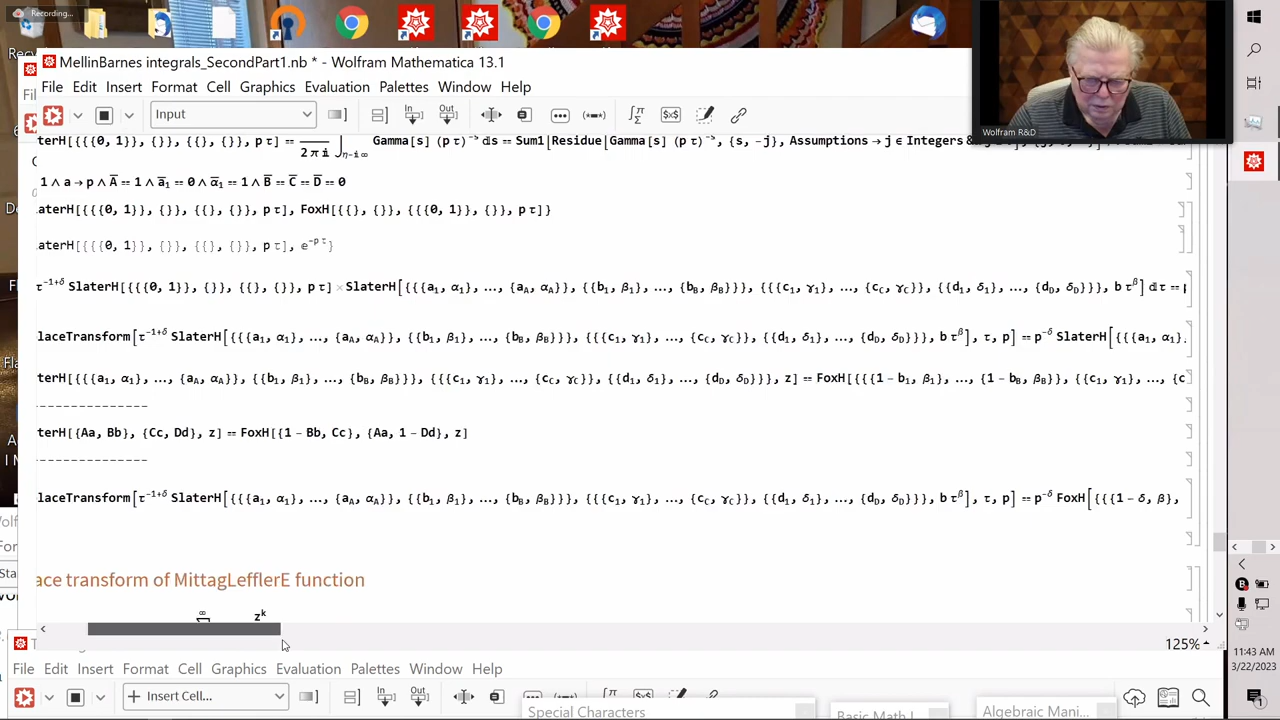 Recording...
MellinBarnes integrals_SecondPart1.nb * - Wolfram Mathematica 13.1
File Edit Insert Format Cell Graphics Evaluation Palettes Window Help
Input
Wolfram R&D
terH[{{{0, 1}}, {}}, {{}, {}}, p τ] == 1/(2 π i) ∫η-i∞ Gamma[s] (p τ)^-s ds == Sum1[Residue[Gamma[s] (p τ)^-s, {s, -j}, Assumptions → j ∈ Integers &
1 ∧ a → p ∧ A == 1 ∧ a1 == 0 ∧ α1 == 1 ∧ B == C == D == 0
laterH[{{{0, 1}}, {}}, {{}, {}}, p τ], FoxH[{{}, {}}, {{{0, 1}}, {}}, p τ]}
laterH[{{{0, 1}}, {}}, {{}, {}}, p τ], e^-p τ}
τ^-1+δ SlaterH[{{{0, 1}}, {}}, {{}, {}}, p τ] × SlaterH[{{{a1, α1}, …, {aA, αA}}, {{b1, β1}, …, {bB, βB}}}, {{{c1, γ1}, …, {cC, γC}}, {{d1, δ1}, …, {dD, δD}}}, b τ^β] dτ ==
laceTransform[τ^-1+δ SlaterH[{{{a1, α1}, …, {aA, αA}}, {{b1, β1}, …, {bB, βB}}}, {{{c1, γ1}, …, {cC, γC}}, {{d1, δ1}, …, {dD, δD}}}, b τ^β], τ, p] == p^-δ SlaterH[{{{a1, α1},
terH[{{{a1, α1}, …, {aA, αA}}, {{b1, β1}, …, {bB, βB}}}, {{{c1, γ1}, …, {cC, γC}}, {{d1, δ1}, …, {dD, δD}}}, z] == FoxH[{{{1 - b1, β1}, …, {1 - bB, βB}}, {{c1, γ1}, …, {c
---------------
terH[{Aa, Bb}, {Cc, Dd}, z] == FoxH[{1 - Bb, Cc}, {Aa, 1 - Dd}, z]
---------------
laceTransform[τ^-1+δ SlaterH[{{{a1, α1}, …, {aA, αA}}, {{b1, β1}, …, {bB, βB}}}, {{{c1, γ1}, …, {cC, γC}}, {{d1, δ1}, …, {dD, δD}}}, b τ^β], τ, p] == p^-δ FoxH[{{{1 - δ, β},
ace transform of MittagLefflerE function
∞ z^k
125%
File Edit Insert Format Cell Graphics Evaluation Palettes Window Help
Insert Cell...
Special Characters
Algebraic Mani...
11:43 AM
3/22/2023